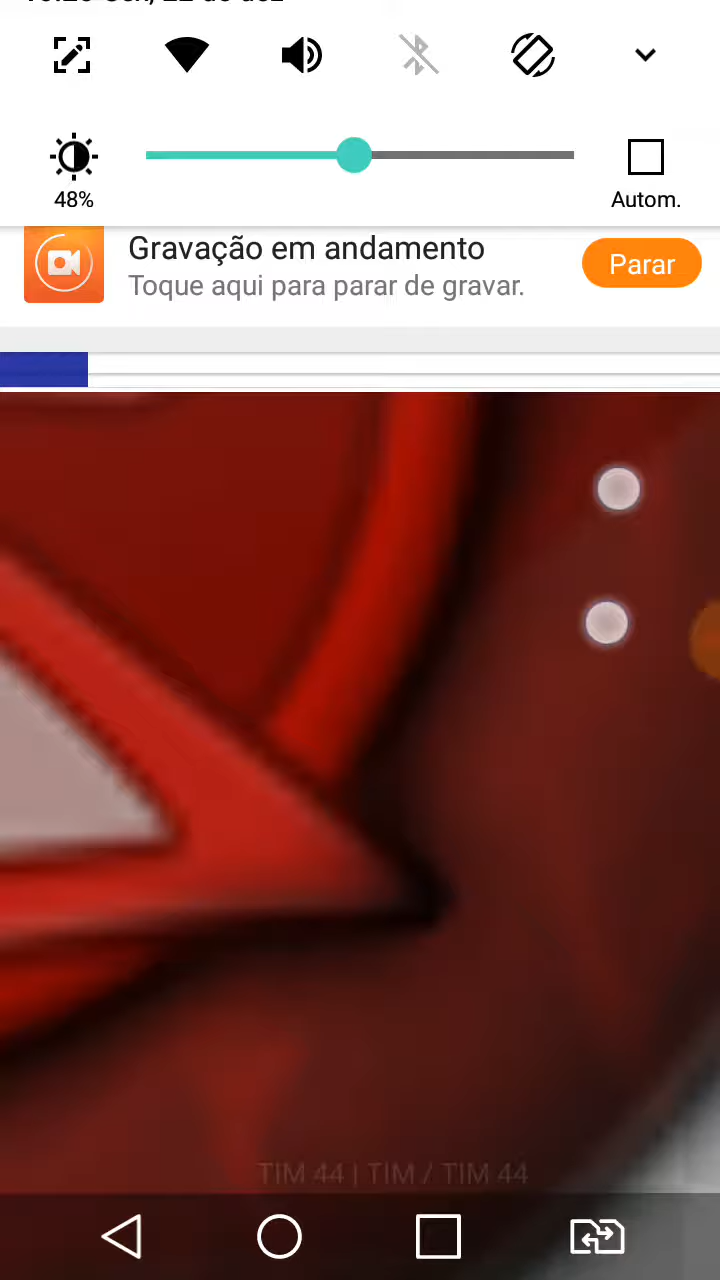 48%
Autom.
Gravação em andamento
Toque aqui para parar de gravar.
Parar
TIM 44 | TIM / TIM 44